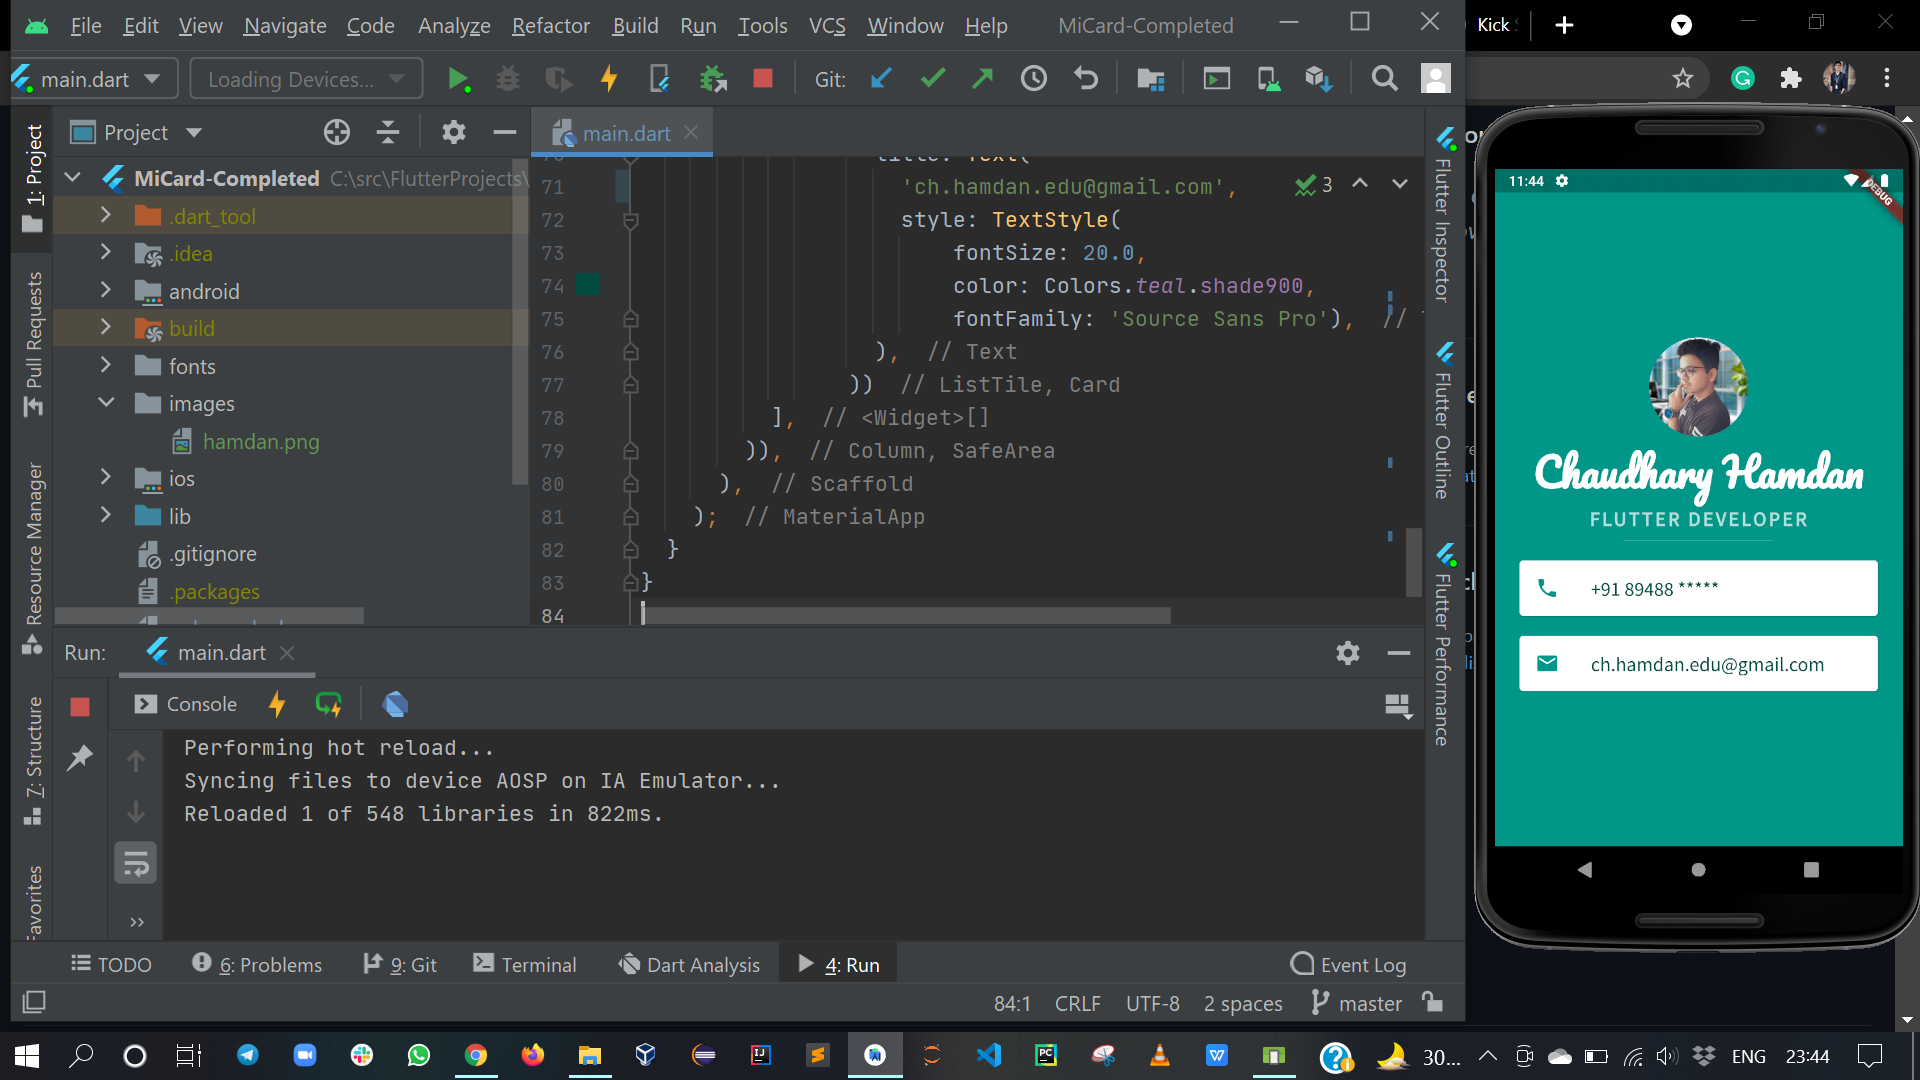 File Edit View Navigate Code Analyze Refactor Build Run Tools VCS Window Help MiCard-Completed
Kick
main.dart Loading Devices... Git:
Project
main.dart
1: Project
Pull Requests
Resource Manager
7: Structure
Favorites
MiCard-Completed C:\src\FlutterProjects\
.dart_tool
.idea
android
build
fonts
images
hamdan.png
ios
lib
.gitignore
.packages
title: Text(
71 'ch.hamdan.edu@gmail.com', 3
72 style: TextStyle(
73 fontSize: 20.0,
74 color: Colors.teal.shade900,
75 fontFamily: 'Source Sans Pro'), //
76 ), // Text
77 )) // ListTile, Card
78 ], // <Widget>[]
79 )), // Column, SafeArea
80 ), // Scaffold
81 ); // MaterialApp
82 }
83 }
84
Flutter Inspector
Flutter Outline
Flutter Performance
Run: main.dart
Console
Performing hot reload...
Syncing files to device AOSP on IA Emulator...
Reloaded 1 of 548 libraries in 822ms.
TODO 6: Problems 9: Git Terminal Dart Analysis 4: Run Event Log
84:1 CRLF UTF-8 2 spaces master
11:44
DEBUG
Chaudhary Hamdan
FLUTTER DEVELOPER
+91 89488 *****
ch.hamdan.edu@gmail.com
30... ENG 23:44